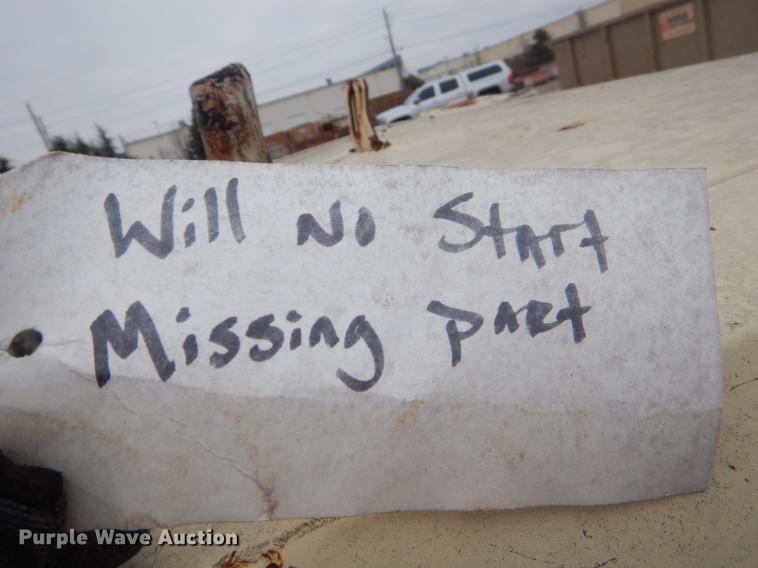 Will No Start
Missing part
Purple Wave Auction